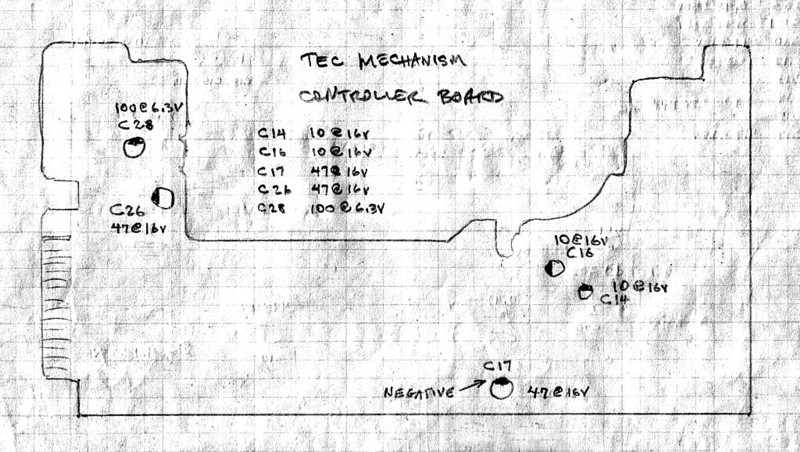 TEC MECHANISM
CONTROLLER BOARD
100@6.3V
C28
C14 10@16V
C16 10@16V
C17 47@16V
C26 47@16V
C28 100@6.3V
C26
47@16V
10@16V
C16
10@16V
C14
C17
NEGATIVE
47@16V